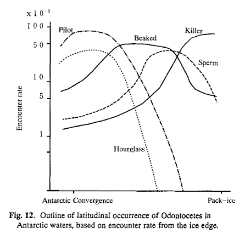 x 10⁻³
Pilot
Beaked
Killer
100
50
Sperm
10
5
Encounter rate
1
Hourglass
Antarctic Convergence
Pack-ice
Fig. 12. Outline of latitudinal occurrence of Odontocetes in
Antarctic waters, based on encounter rate from the ice edge.